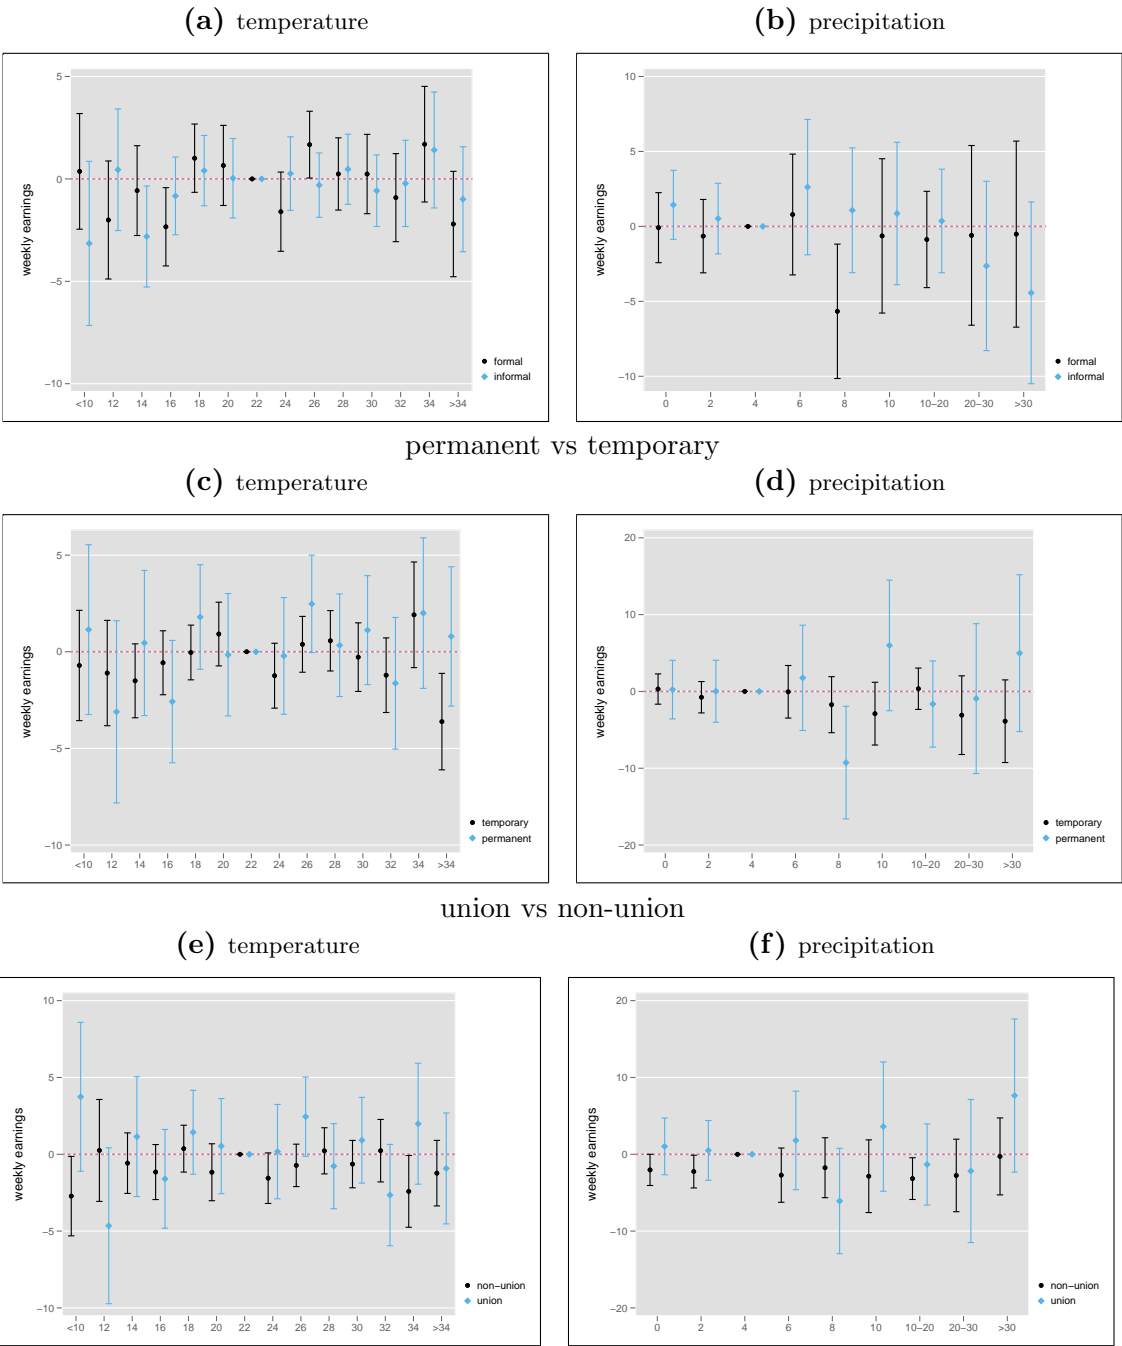 (a) temperature
(b) precipitation
5
0
−5
−10
weekly earnings
<10 12 14 16 18 20 22 24 26 28 30 32 34 >34
formal
informal
10
5
0
−5
−10
weekly earnings
0 2 4 6 8 10 10−20 20−30 >30
formal
informal
permanent vs temporary
(c) temperature
(d) precipitation
5
0
−5
−10
weekly earnings
<10 12 14 16 18 20 22 24 26 28 30 32 34 >34
temporary
permanent
20
10
0
−10
−20
weekly earnings
0 2 4 6 8 10 10−20 20−30 >30
temporary
permanent
union vs non-union
(e) temperature
(f) precipitation
10
5
0
−5
−10
weekly earnings
<10 12 14 16 18 20 22 24 26 28 30 32 34 >34
non−union
union
20
10
0
−10
−20
weekly earnings
0 2 4 6 8 10 10−20 20−30 >30
non−union
union